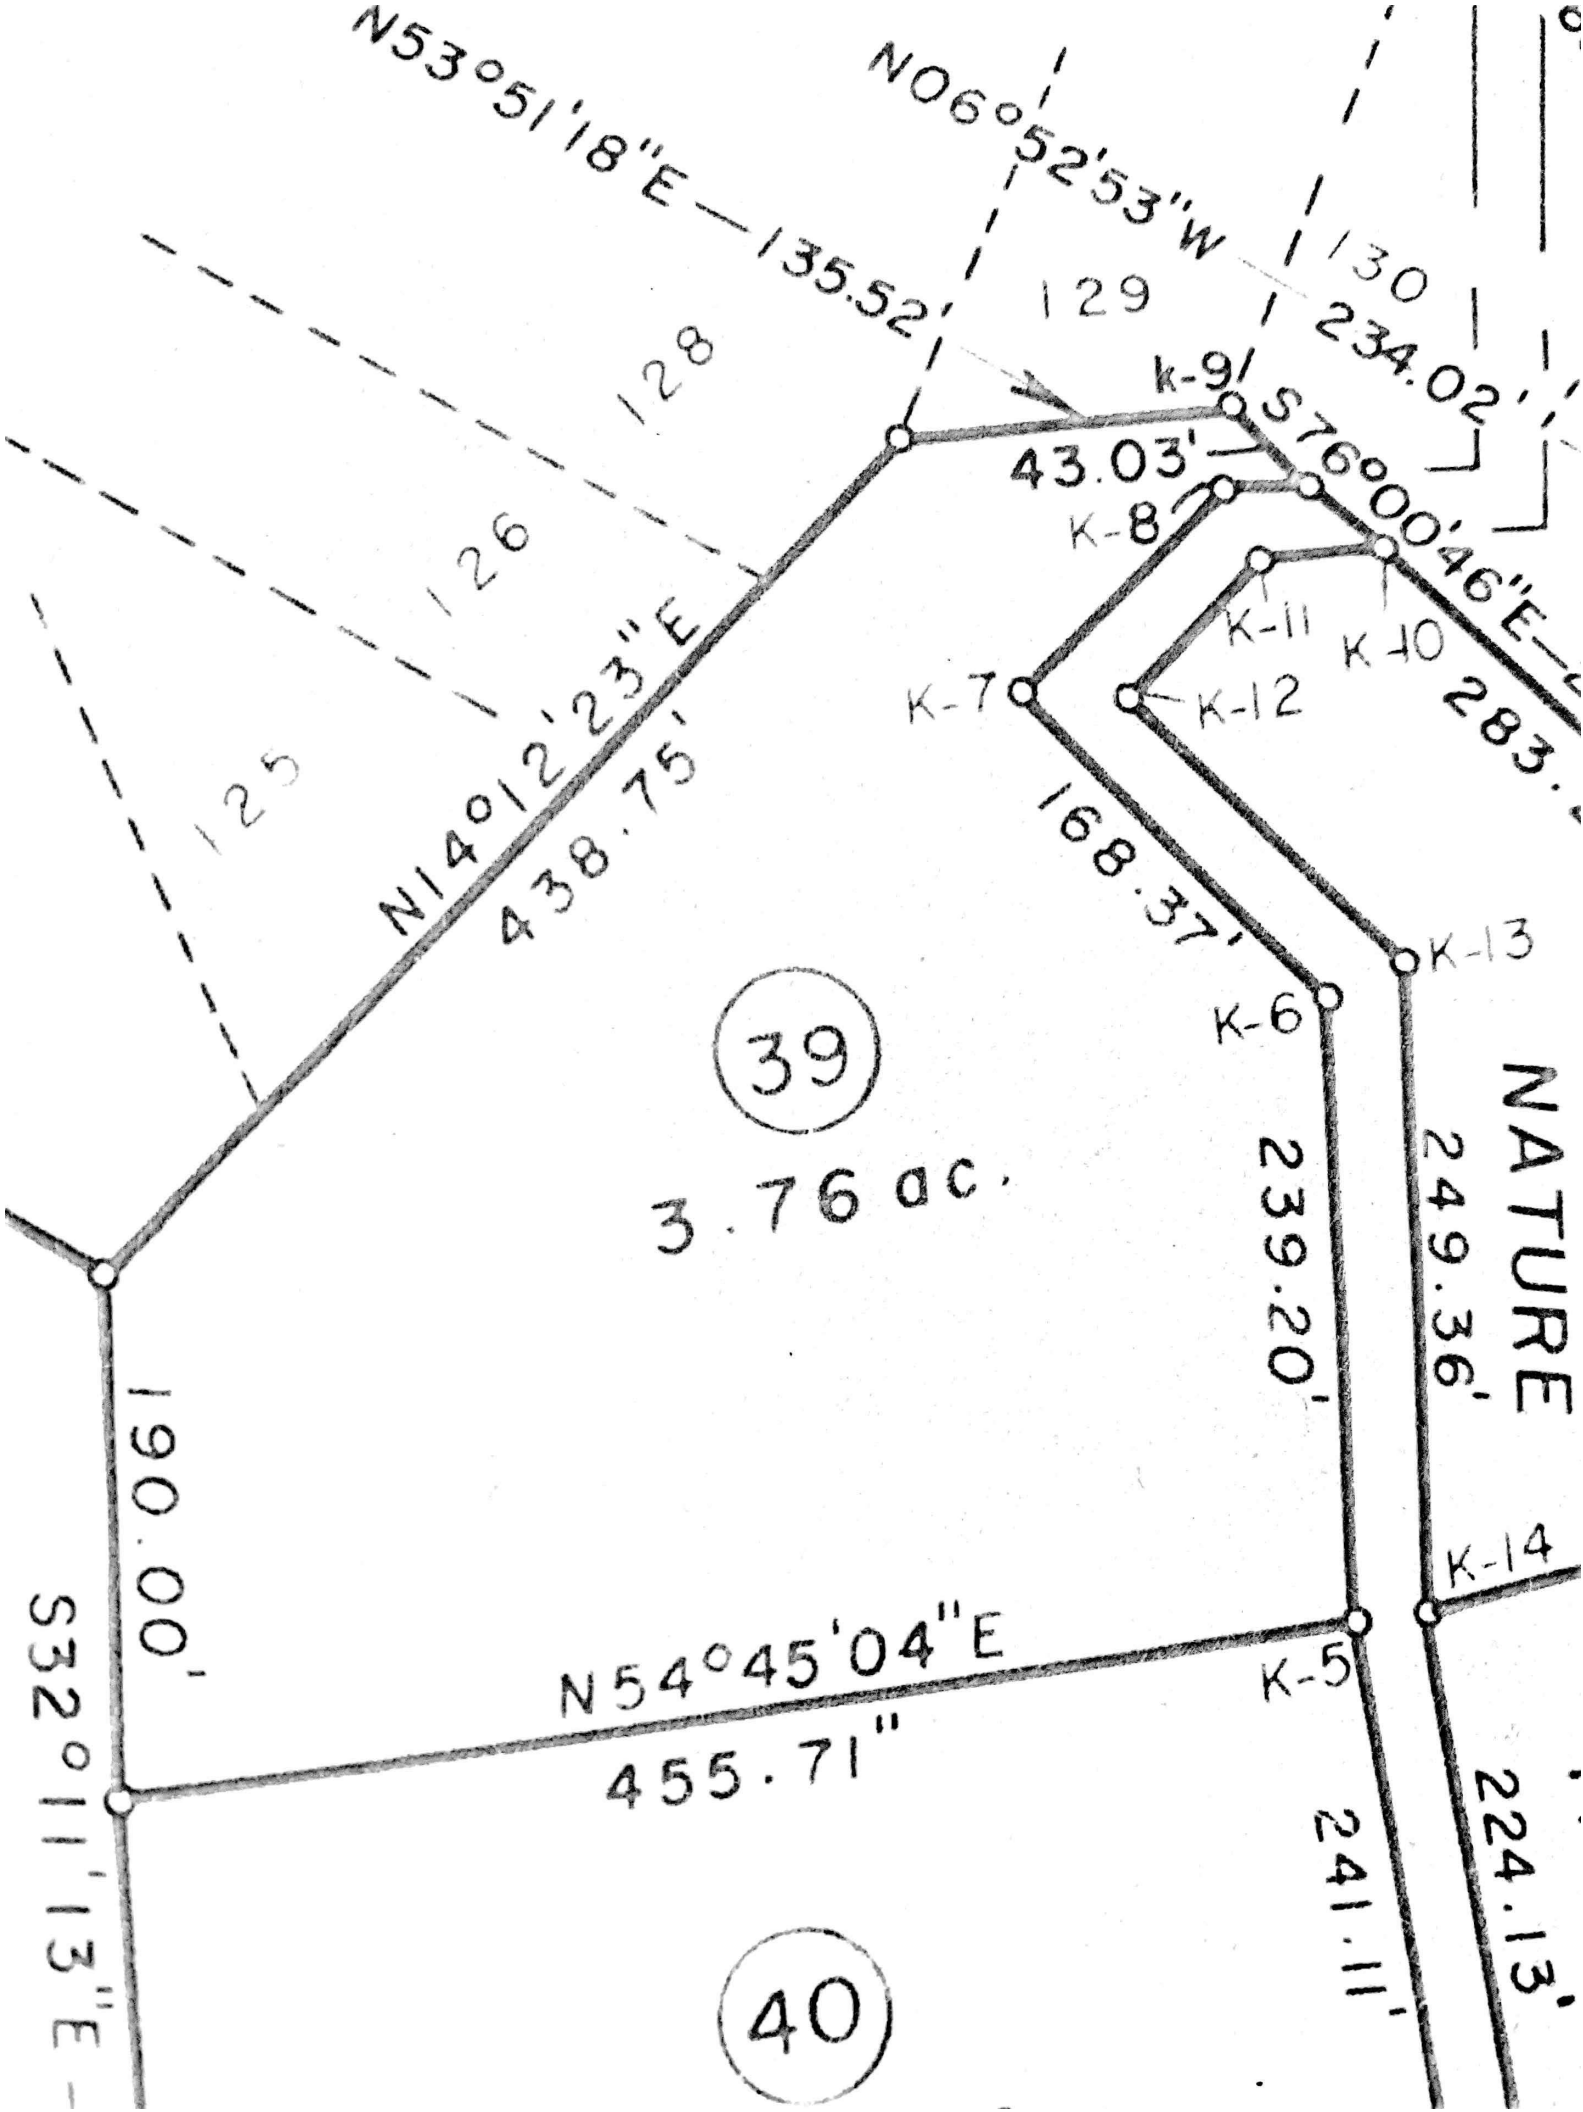 N53°51'18"E — 135.52'
N06°52'53"W
234.02'
130
129
128
k-9
S76°00'46"E—
43.03'
K-8
126
K-11
K-10
283.
N14°12'23"E
438.75'
K-7
K-12
125
168.37'
K-13
K-6
39
3.76 ac.
NATURE
239.20'
249.36'
190.00'
K-14
S32°11'13"E -
N54°45'04"E
455.71"
K-5
241.11'
224.13'
40